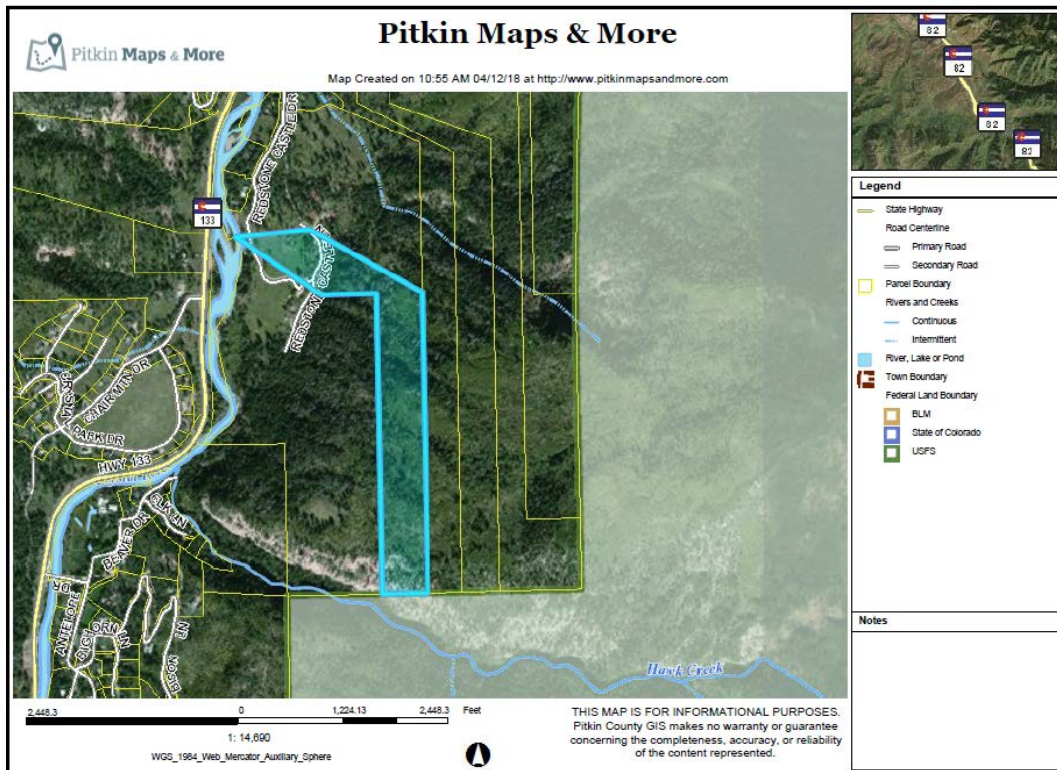 Pitkin Maps & More
Pitkin Maps & More
Map Created on 10:55 AM 04/12/18 at http://www.pitkinmapsandmore.com
82
82
82
82
REDSTONE CASTLE DR
133
REDSTONE CASTLE LN
CHAIR MTN DR
CRYSTAL PARK DR
HWY 133
ELK LN
BEAVER DR
ANTELOPE DR
BIGHORN LN
BISON LN
Hawk Creek
Legend
State Highway
Road Centerline
Primary Road
Secondary Road
Parcel Boundary
Rivers and Creeks
Continuous
Intermittent
River, Lake or Pond
Town Boundary
Federal Land Boundary
BLM
State of Colorado
USFS
Notes
2,448.3 0 1,224.13 2,448.3 Feet
1: 14,690
WGS_1984_Web_Mercator_Auxiliary_Sphere
THIS MAP IS FOR INFORMATIONAL PURPOSES.
Pitkin County GIS makes no warranty or guarantee
concerning the completeness, accuracy, or reliability
of the content represented.